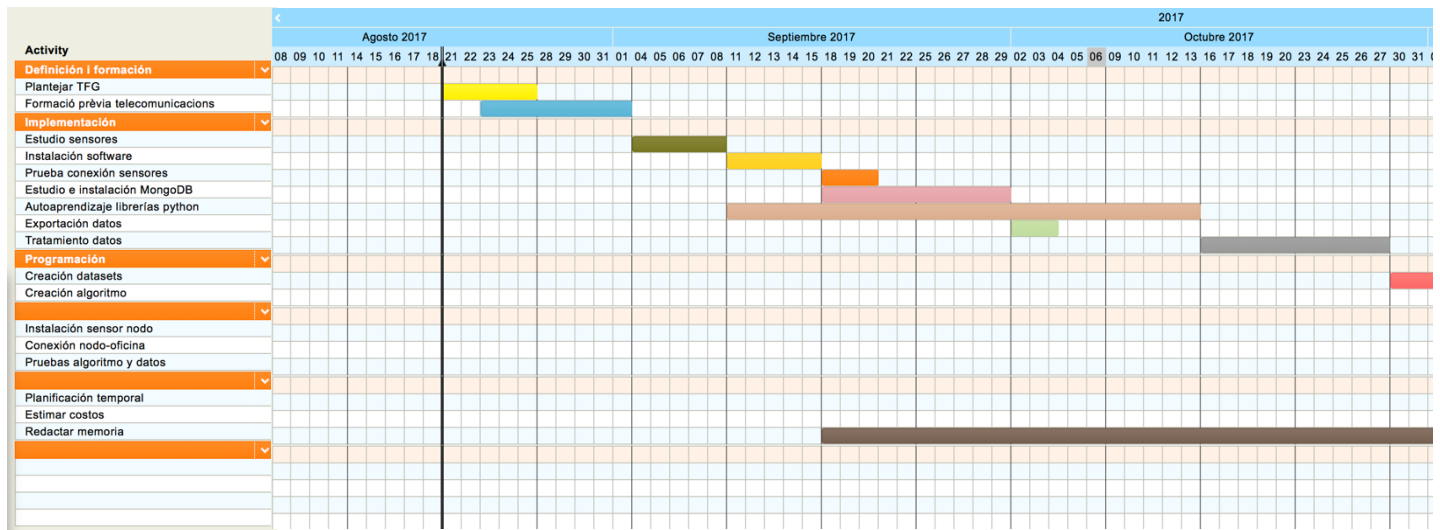 2017
Agosto 2017 Septiembre 2017 Octubre 2017
Activity
08 09 10 11 14 15 16 17 18 21 22 23 24 25 28 29 30 31 01 04 05 06 07 08 11 12 13 14 15 18 19 20 21 22 25 26 27 28 29 02 03 04 05 06 09 10 11 12 13 16 17 18 19 20 23 24 25 26 27 30 31
Definición i formación
Plantejar TFG
Formació prèvia telecomunicacions
Implementación
Estudio sensores
Instalación software
Prueba conexión sensores
Estudio e instalación MongoDB
Autoaprendizaje librerías python
Exportación datos
Tratamiento datos
Programación
Creación datasets
Creación algoritmo
Instalación sensor nodo
Conexión nodo-oficina
Pruebas algoritmo y datos
Planificación temporal
Estimar costos
Redactar memoria